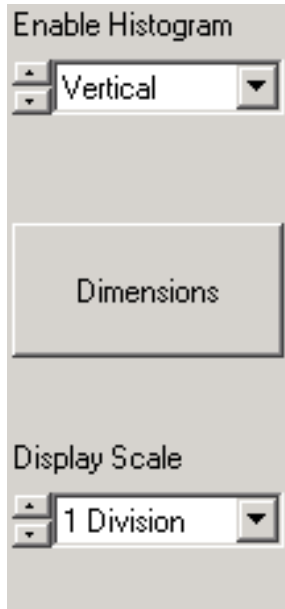 Enable Histogram
Vertical
Dimensions
Display Scale
1 Division